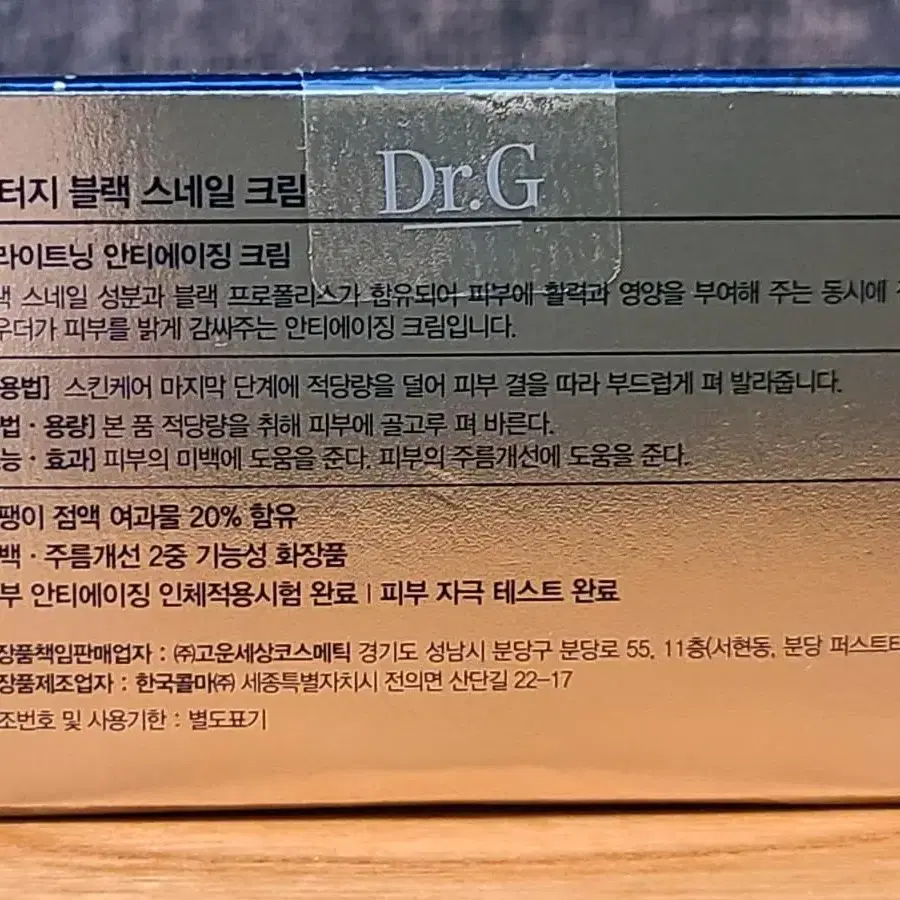 Dr.G
터지 블랙 스네일 크림
라이트닝 안티에이징 크림
스네일 성분과 블랙 프로폴리스가 함유되어 피부에 활력과 영양을 부여해 주는 동시에
우더가 피부를 밝게 감싸주는 안티에이징 크림입니다.
용법] 스킨케어 마지막 단계에 적당량을 덜어 피부 결을 따라 부드럽게 펴 발라줍니다.
법 · 용량] 본 품 적당량을 취해 피부에 골고루 펴 바른다.
능 · 효과] 피부의 미백에 도움을 준다. 피부의 주름개선에 도움을 준다.
팽이 점액 여과물 20% 함유
백 · 주름개선 2중 기능성 화장품
부 안티에이징 인체적용시험 완료 | 피부 자극 테스트 완료
장품책임판매업자 : ㈜고운세상코스메틱 경기도 성남시 분당구 분당로 55, 11층(서현동, 분당 퍼스트타
장품제조업자 : 한국콜마㈜ 세종특별자치시 전의면 산단길 22-17
조번호 및 사용기한 : 별도표기